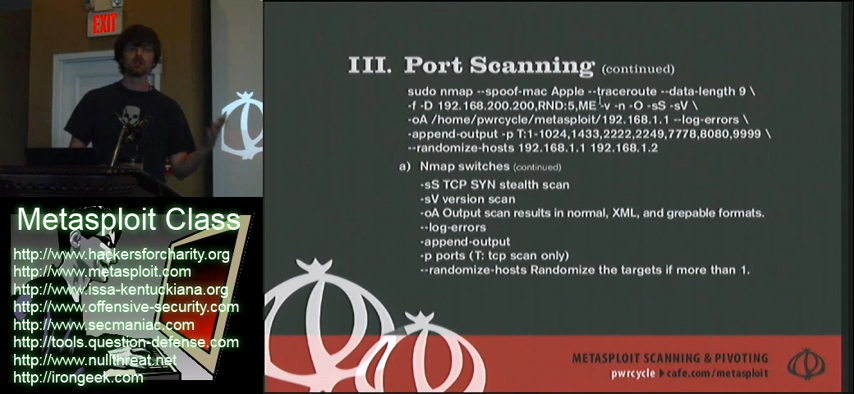 EXIT
III. Port Scanning (continued)
sudo nmap --spoof-mac Apple --traceroute --data-length 9 \
-f -D 192.168.200.200,RND:5,ME -v -n -O -sS -sV \
-oA /home/pwrcycle/metasploit/192.168.1.1 --log-errors \
-append-output -p T:1-1024,1433,2222,2249,7778,8080,9999 \
--randomize-hosts 192.168.1.1 192.168.1.2
a) Nmap switches (continued)
-sS TCP SYN stealth scan
-sV version scan
-oA Output scan results in normal, XML, and grepable formats.
--log-errors
-append-output
-p ports (T: tcp scan only)
--randomize-hosts Randomize the targets if more than 1.
METASPLOIT SCANNING & PIVOTING
pwrcycle cafe.com/metasploit
Metasploit Class
http://www.hackersforcharity.org
http://www.metasploit.com
http://www.issa-kentuckiana.org
http://www.offensive-security.com
http://www.secmaniac.com
http://tools.question-defense.com
http://www.nullthreat.net
http://irongeek.com